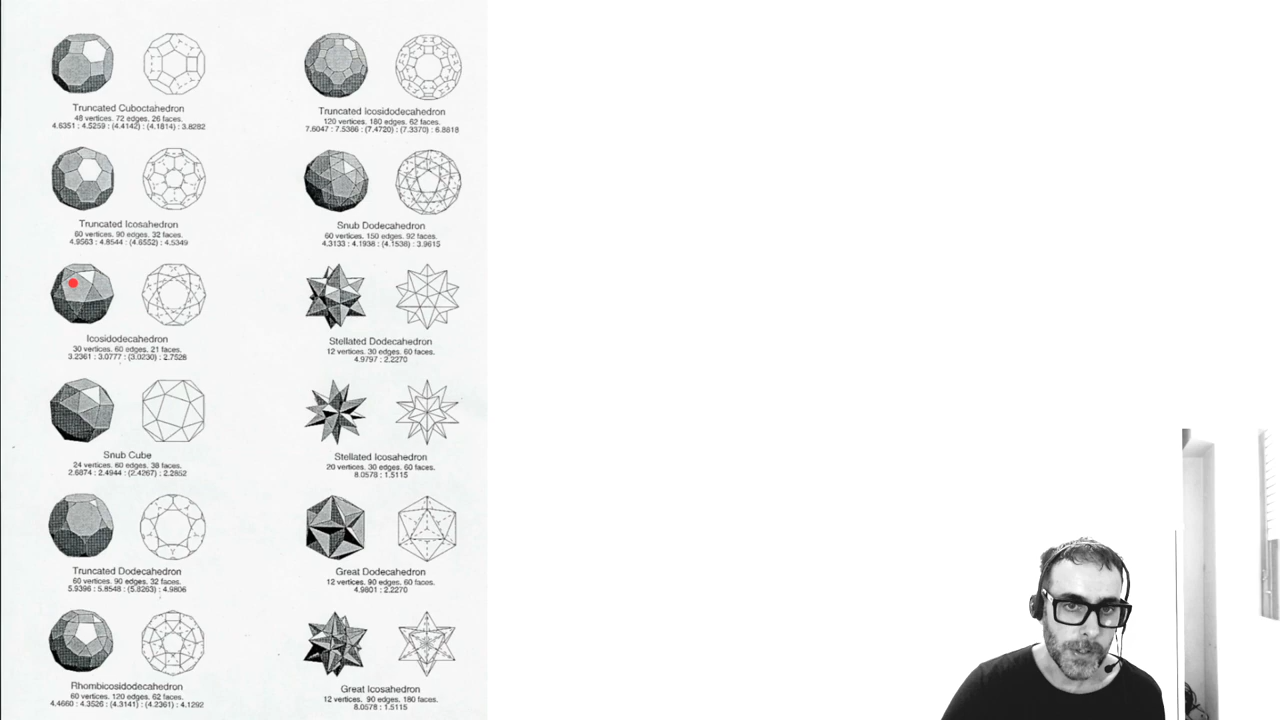 Truncated Cuboctahedron
48 vertices. 72 edges, 26 faces.
4.6351 : 4.5259 : (4.4142) : (4.1814) : 3.8282
Truncated Icosahedron
60 vertices. 90 edges. 32 faces.
4.9563 : 4.8544 : (4.6552) : 4.5349
Icosidodecahedron
30 vertices. 60 edges. 21 faces.
3.2361 : 3.0777 : (3.0230) : 2.7528
Snub Cube
24 vertices. 60 edges. 38 faces.
2.6874 : 2.4944 : (2.4267) : 2.2852
Truncated Dodecahedron
60 vertices. 90 edges. 32 faces.
5.9396 : 5.8548 : (5.8263) : 4.9806
Rhombicosidodecahedron
60 vertices. 120 edges. 62 faces.
4.4660 : 4.3526 : (4.3141) : (4.2361) : 4.1292
Truncated Icosidodecahedron
120 vertices. 180 edges. 62 faces.
7.6047 : 7.5366 : (7.4720) : (7.3370) : 6.8818
Snub Dodecahedron
60 vertices. 150 edges. 92 faces.
4.3133 : 4.1938 : (4.1538) : 3.9615
Stellated Dodecahedron
12 vertices. 30 edges. 60 faces.
4.9797 : 2.2270
Stellated Icosahedron
20 vertices. 30 edges. 60 faces.
8.0578 : 1.5115
Great Dodecahedron
12 vertices. 90 edges. 60 faces.
4.9801 : 2.2270
Great Icosahedron
12 vertices. 90 edges. 180 faces.
8.0578 : 1.5115